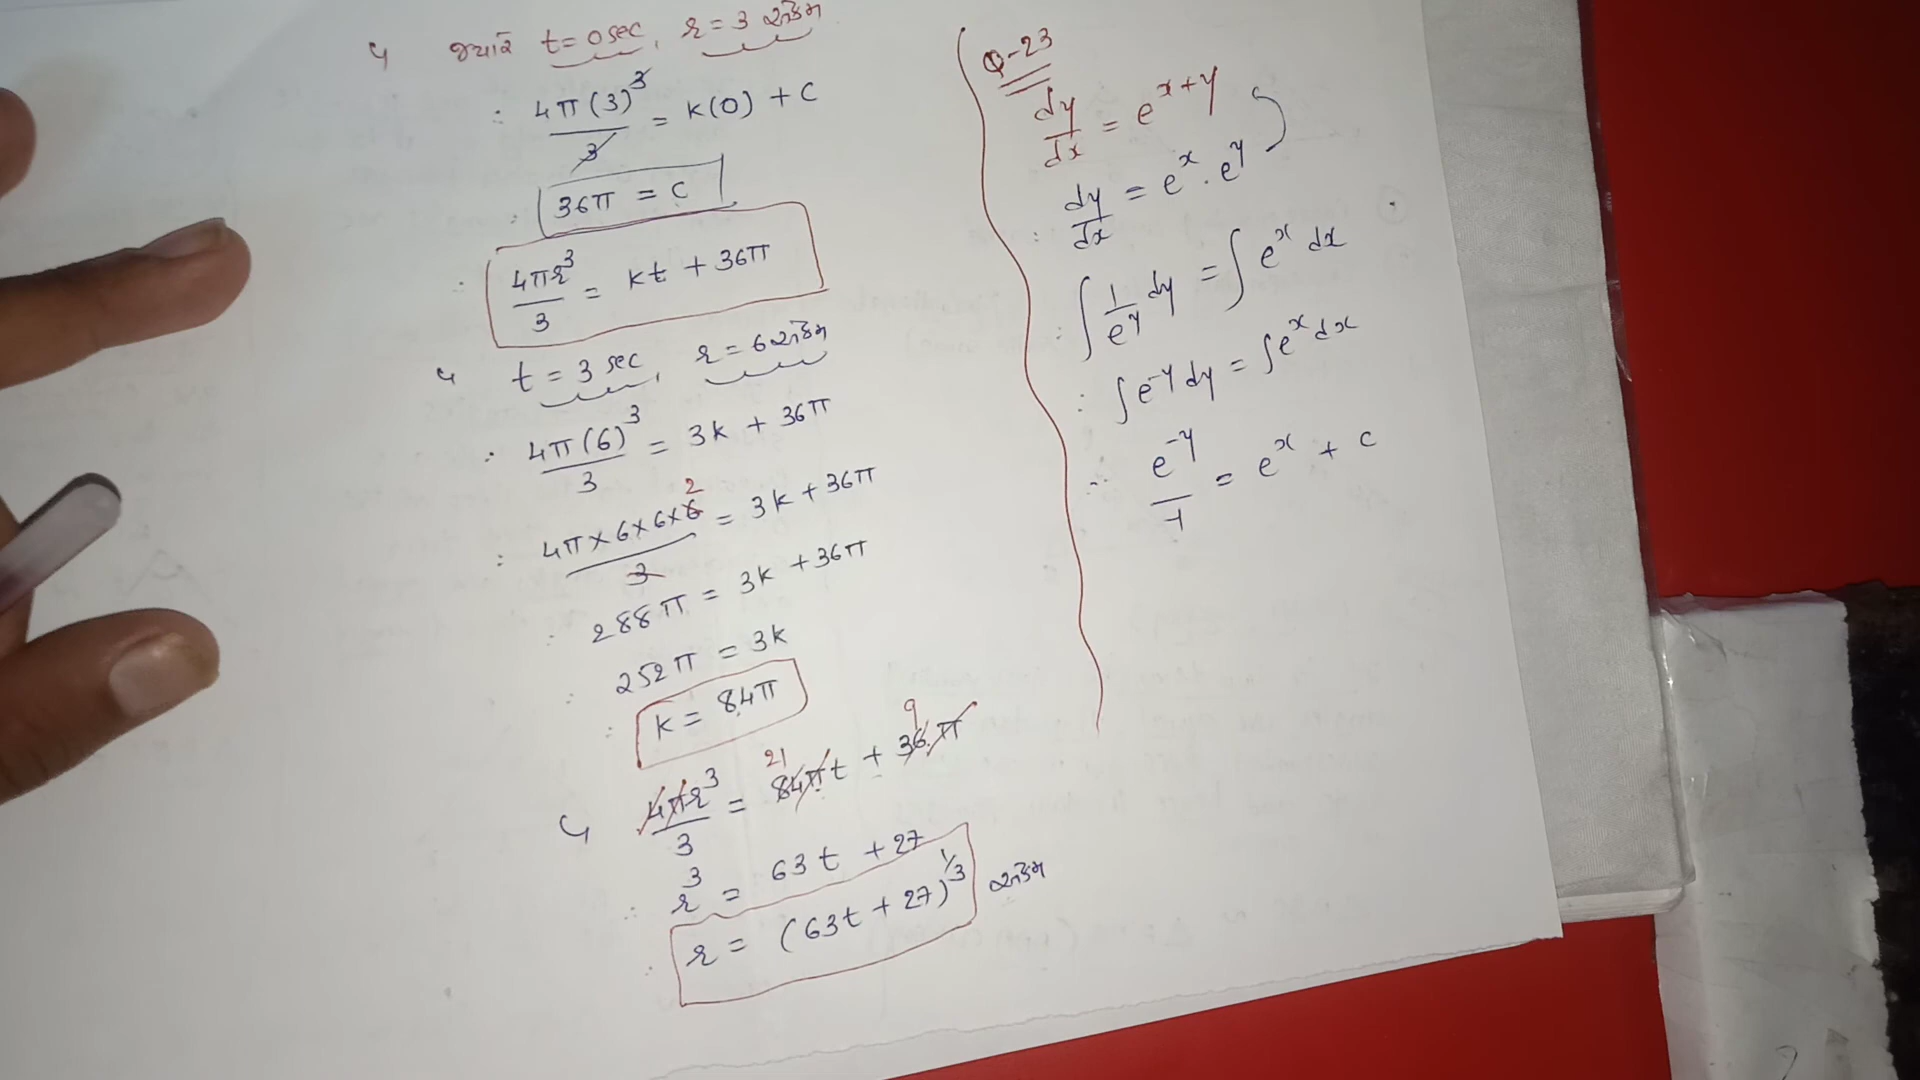 જ્યારે t = 0 sec, r = 3 સેમી
∴ 4π(3)³/3 = k(0) + c
∴ 36π = c
∴ 4πr³/3 = kt + 36π
t = 3 sec, r = 6 સેમી
∴ 4π(6)³/3 = 3k + 36π
∴ 4π × 6 × 6 × 6/3 = 3k + 36π
2
∴ 288π = 3k + 36π
∴ 252π = 3k
∴ k = 84π
4πr³/3 = 84πt + 36π
21 9
∴ r³ = 63t + 27
∴ r = (63t + 27)^1/3 સેમી
Q-23
dy/dx = e^x+y
∴ dy/dx = e^x . e^y
∴ ∫ 1/e^y dy = ∫ e^x dx
∴ ∫ e^-y dy = ∫ e^x dx
∴ e^-y/-1 = e^x + c